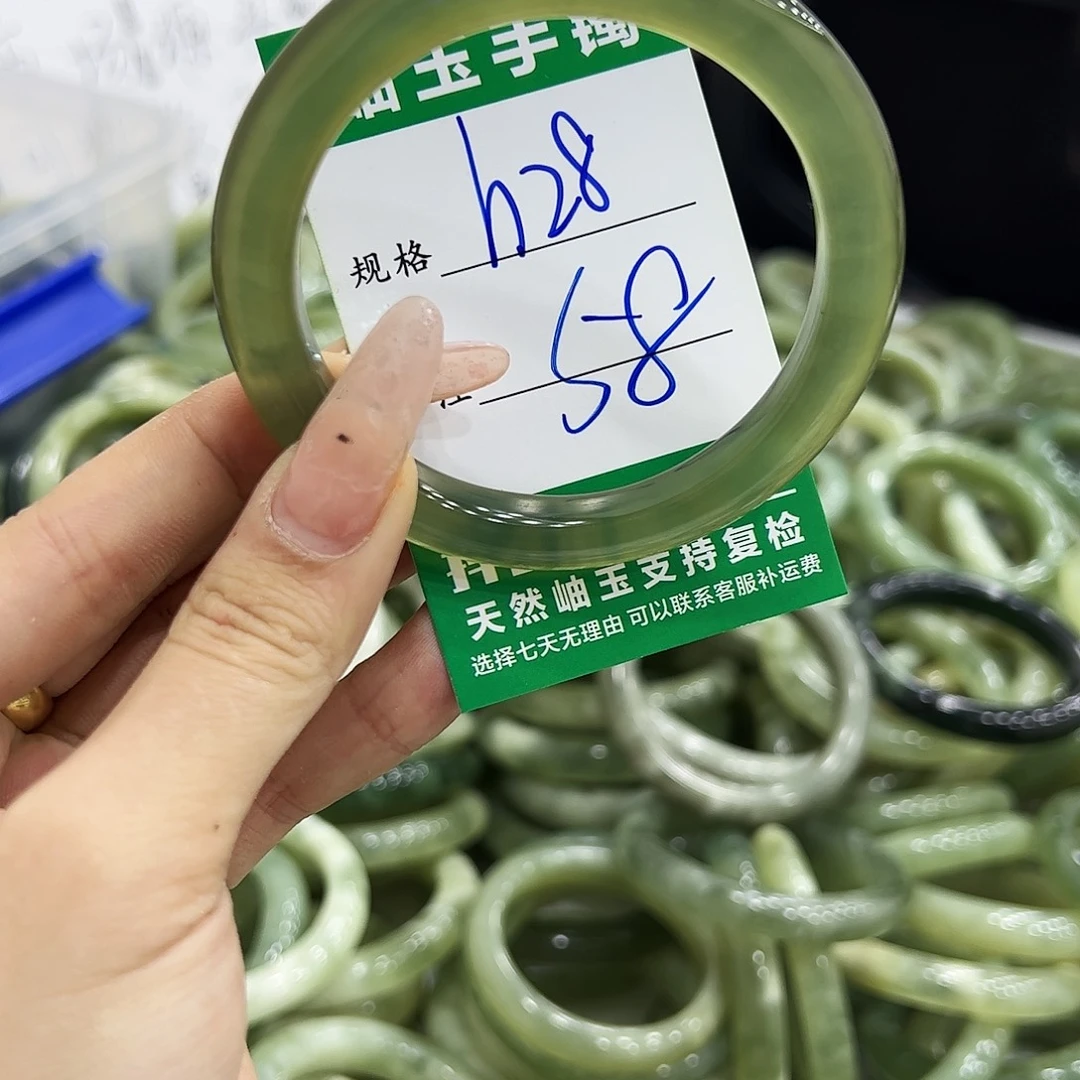 岫玉手镯
规格 h28
58
天然岫玉支持复检
选择七天无理由 可以联系客服补运费